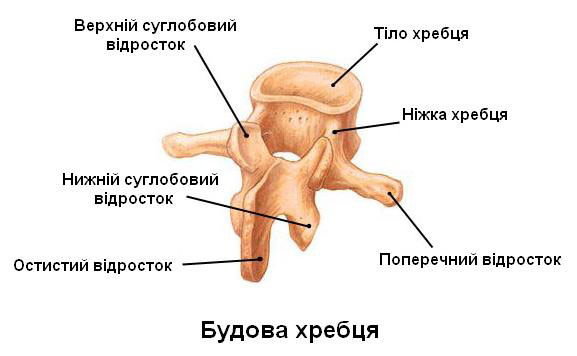 Верхній суглобовий
відросток
Тіло хребця
Ніжка хребця
Нижній суглобовий
відросток
Поперечний відросток
Остистий відросток
Будова хребця